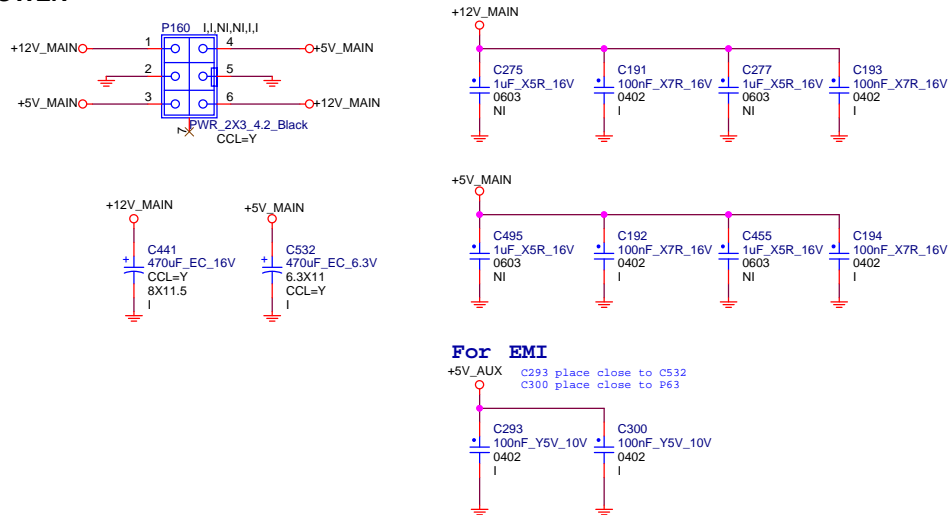 P160 I,I,NI,NI,I,I
+12V_MAIN 1 4 +5V_MAIN
2 5
+5V_MAIN 3 6 +12V_MAIN
7
PWR_2X3_4.2_Black
CCL=Y
+12V_MAIN
C275
1uF_X5R_16V
0603
NI
C191
100nF_X7R_16V
0402
I
C277
1uF_X5R_16V
0603
NI
C193
100nF_X7R_16V
0402
I
+12V_MAIN
+
C441
470uF_EC_16V
CCL=Y
8X11.5
I
+5V_MAIN
+
C532
470uF_EC_6.3V
6.3X11
CCL=Y
I
+5V_MAIN
C495
1uF_X5R_16V
0603
NI
C192
100nF_X7R_16V
0402
I
C455
1uF_X5R_16V
0603
NI
C194
100nF_X7R_16V
0402
I
For EMI
+5V_AUX
C293 place close to C532
C300 place close to P63
C293
100nF_Y5V_10V
0402
I
C300
100nF_Y5V_10V
0402
I